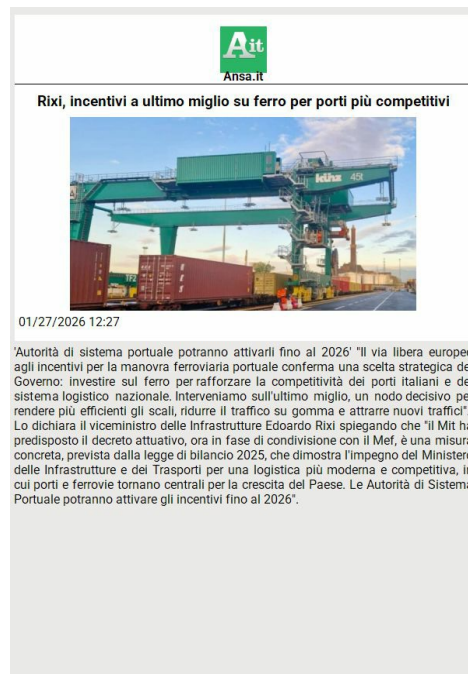 Ait
Ansa.it
Rixi, incentivi a ultimo miglio su ferro per porti più competitivi
künz 45t
01/27/2026 12:27
'Autorità di sistema portuale potranno attivarli fino al 2026' "Il via libera europeo
agli incentivi per la manovra ferroviaria portuale conferma una scelta strategica de
Governo: investire sul ferro per rafforzare la competitività dei porti italiani e de
sistema logistico nazionale. Interveniamo sull'ultimo miglio, un nodo decisivo pe
rendere più efficienti gli scali, ridurre il traffico su gomma e attrarre nuovi traffici".
Lo dichiara il viceministro delle Infrastrutture Edoardo Rixi spiegando che "il Mit ha
predisposto il decreto attuativo, ora in fase di condivisione con il Mef, è una misura
concreta, prevista dalla legge di bilancio 2025, che dimostra l'impegno del Ministero
delle Infrastrutture e dei Trasporti per una logistica più moderna e competitiva, in
cui porti e ferrovie tornano centrali per la crescita del Paese. Le Autorità di Sistema
Portuale potranno attivare gli incentivi fino al 2026".